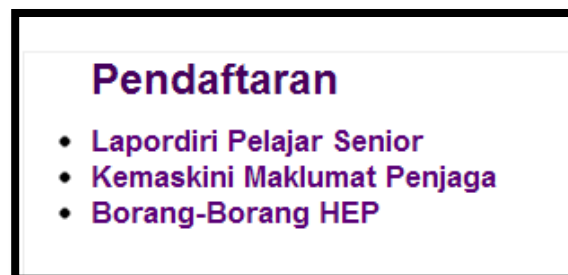 Pendaftaran
Lapordiri Pelajar Senior
Kemaskini Maklumat Penjaga
Borang-Borang HEP